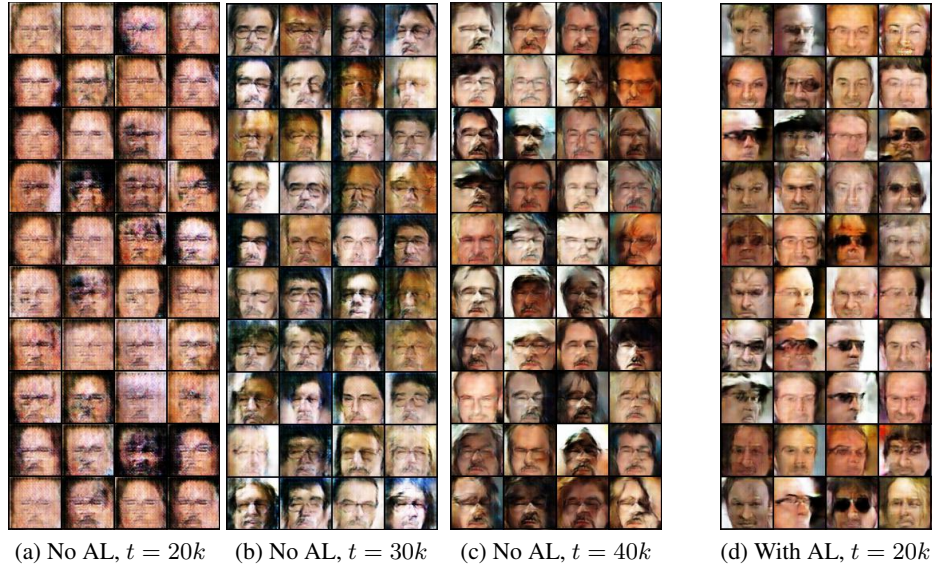 (a) No AL, t = 20k (b) No AL, t = 30k (c) No AL, t = 40k (d) With AL, t = 20k